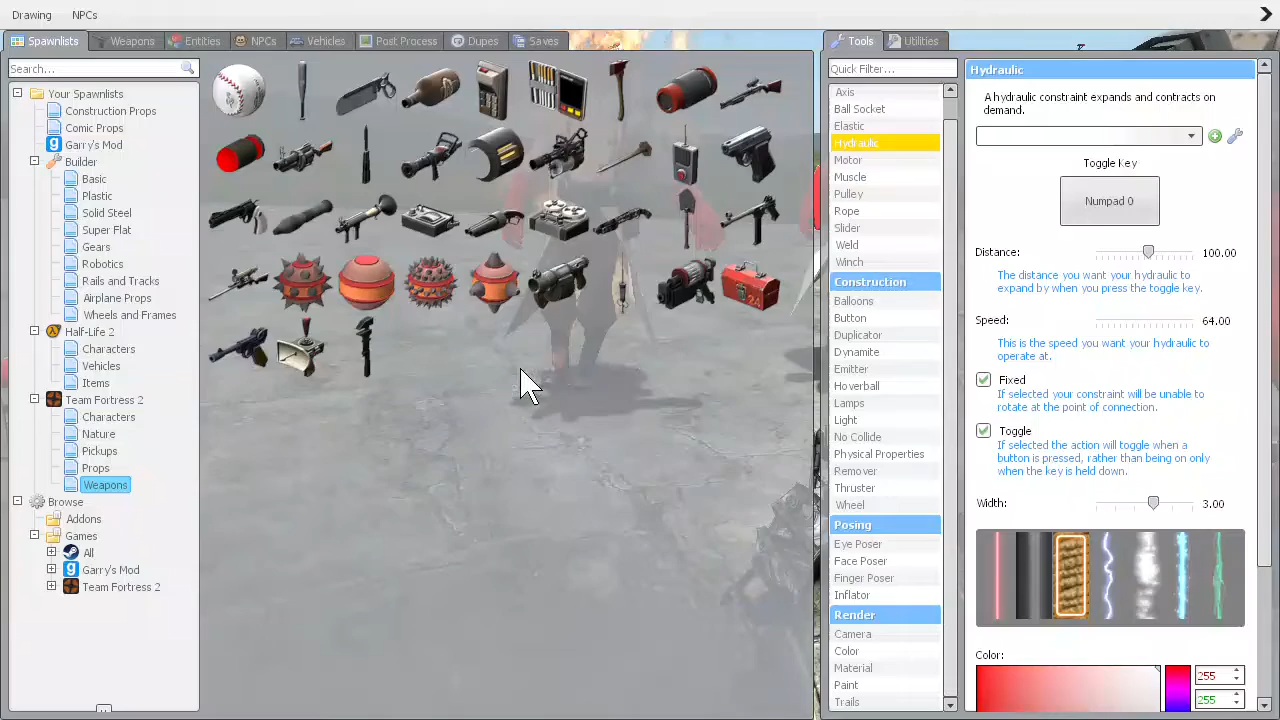 Drawing NPCs
Spawnlists Weapons Entities NPCs Vehicles Post Process Dupes Saves
Search...
Your Spawnlists
Construction Props
Comic Props
Garry's Mod
Builder
Basic
Plastic
Solid Steel
Super Flat
Gears
Robotics
Rails and Tracks
Airplane Props
Wheels and Frames
Half-Life 2
Characters
Vehicles
Items
Team Fortress 2
Characters
Nature
Pickups
Props
Weapons
Browse
Addons
Games
All
Garry's Mod
Team Fortress 2
Tools Utilities
Quick Filter...
Axis
Ball Socket
Elastic
Hydraulic
Motor
Muscle
Pulley
Rope
Slider
Weld
Winch
Construction
Balloons
Button
Duplicator
Dynamite
Emitter
Hoverball
Lamps
Light
No Collide
Physical Properties
Remover
Thruster
Wheel
Posing
Eye Poser
Face Poser
Finger Poser
Inflator
Render
Camera
Color
Material
Paint
Trails
Hydraulic
A hydraulic constraint expands and contracts on
demand.
Toggle Key
Numpad 0
Distance: 100.00
The distance you want your hydraulic to
expand by when you press the toggle key.
Speed: 64.00
This is the speed you want your hydraulic to
operate at.
Fixed
If selected your constraint will be unable to
rotate at the point of connection.
Toggle
If selected the action will toggle when a
button is pressed, rather than being on only
when the key is held down.
Width: 3.00
Color:
255
255